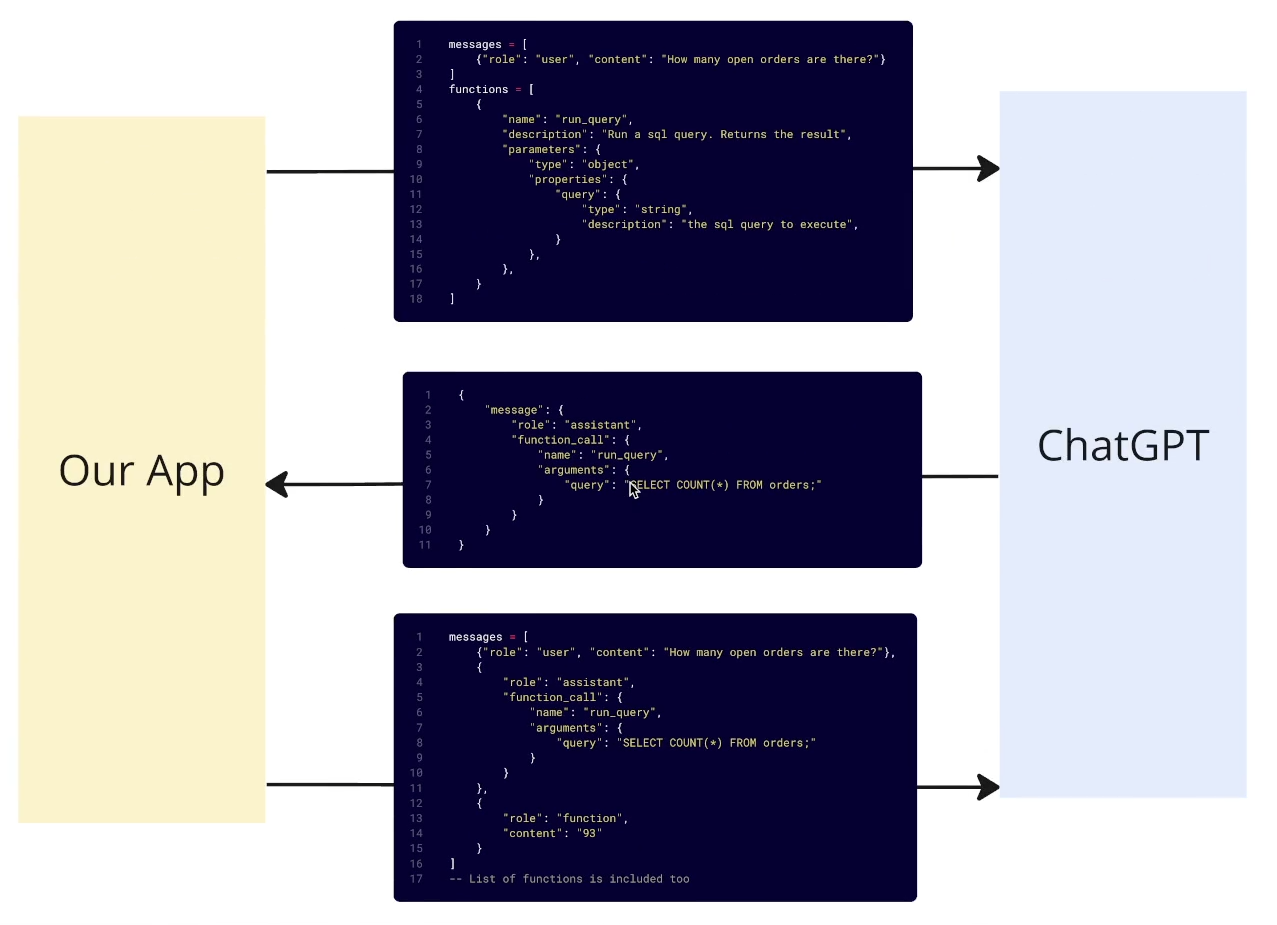 1 messages = [
2 {"role": "user", "content": "How many open orders are there?"}
3 ]
4 functions = [
5 {
6 "name": "run_query",
7 "description": "Run a sql query. Returns the result",
8 "parameters": {
9 "type": "object",
10 "properties": {
11 "query": {
12 "type": "string",
13 "description": "the sql query to execute",
14 }
15 },
16 },
17 }
18 ]
Our App
1 {
2 "message": {
3 "role": "assistant",
4 "function_call": {
5 "name": "run_query",
6 "arguments": {
7 "query": "SELECT COUNT(*) FROM orders;"
8 }
9 }
10 }
11 }
ChatGPT
1 messages = [
2 {"role": "user", "content": "How many open orders are there?"},
3 {
4 "role": "assistant",
5 "function_call": {
6 "name": "run_query",
7 "arguments": {
8 "query": "SELECT COUNT(*) FROM orders;"
9 }
10 }
11 },
12 {
13 "role": "function",
14 "content": "93"
15 }
16 ]
17 -- List of functions is included too